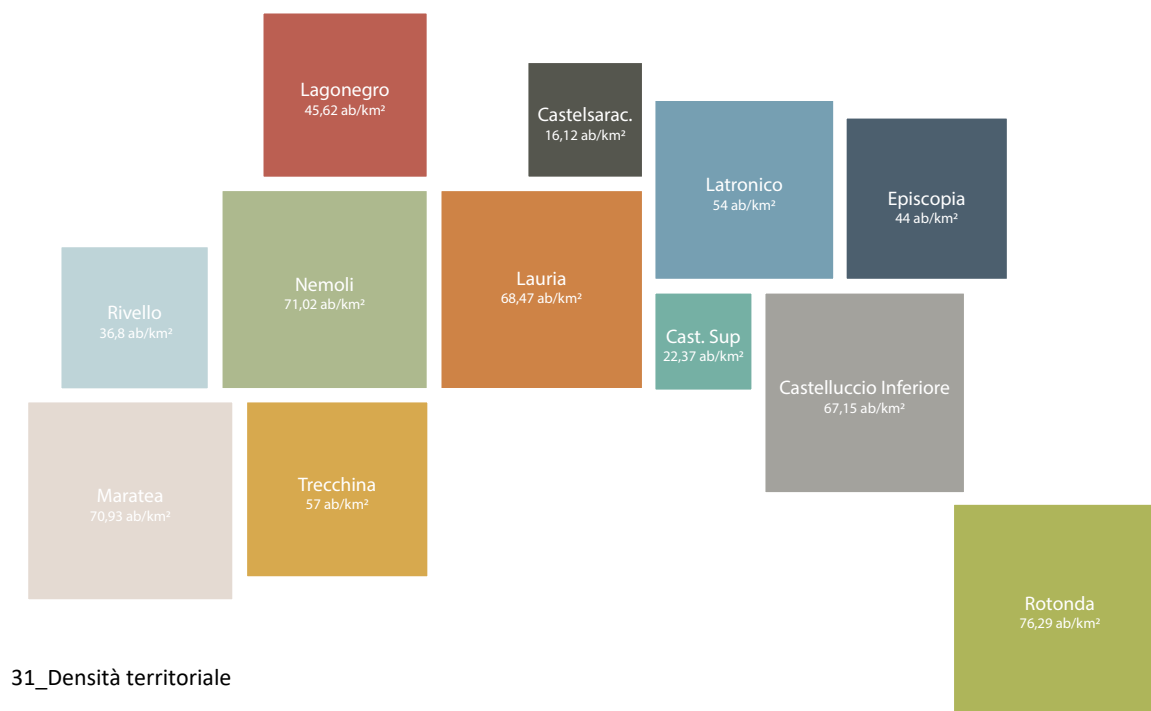 Lagonegro
45,62 ab/km²
Castelsarac.
16,12 ab/km²
Latronico
54 ab/km²
Episcopia
44 ab/km²
Rivello
36,8 ab/km²
Nemoli
71,02 ab/km²
Lauria
68,47 ab/km²
Cast. Sup
22,37 ab/km²
Castelluccio Inferiore
67,15 ab/km²
Maratea
70,93 ab/km²
Trecchina
57 ab/km²
Rotonda
76,29 ab/km²
31_Densità territoriale